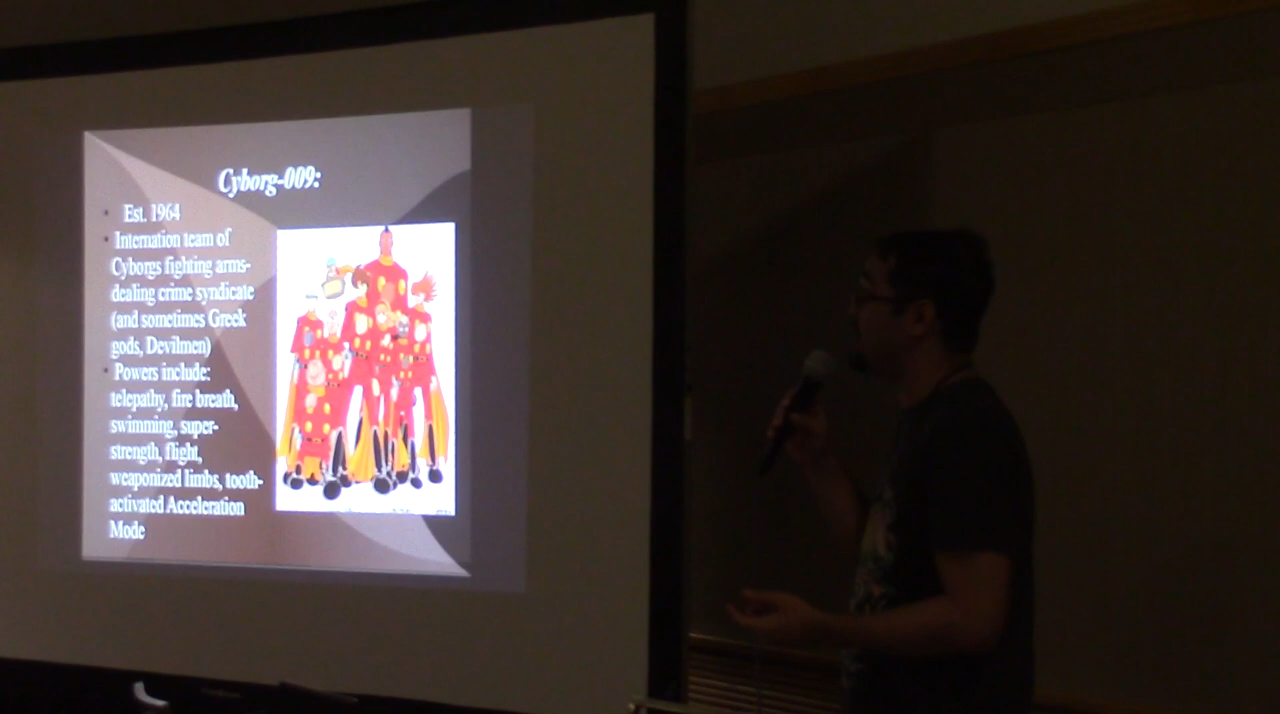 Cyborg-009:
• Est. 1964
• Internation team of
Cyborgs fighting arms-
dealing crime syndicate
(and sometimes Greek
gods, Devilmen)
• Powers include:
telepathy, fire breath,
swimming, super-
strength, flight,
weaponized limbs, tooth-
activated Acceleration
Mode